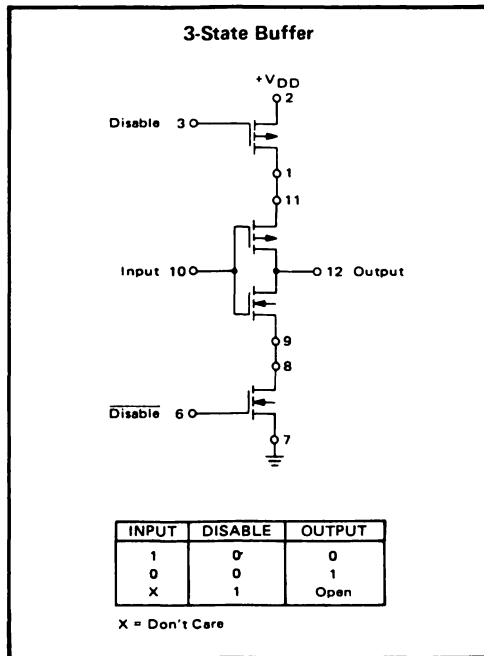 3-State Buffer
+VDD
2
Disable 3
1
11
Input 10
12 Output
9
8
Disable 6
7
INPUT DISABLE OUTPUT
1 0 0
0 0 1
X 1 Open
X = Don't Care